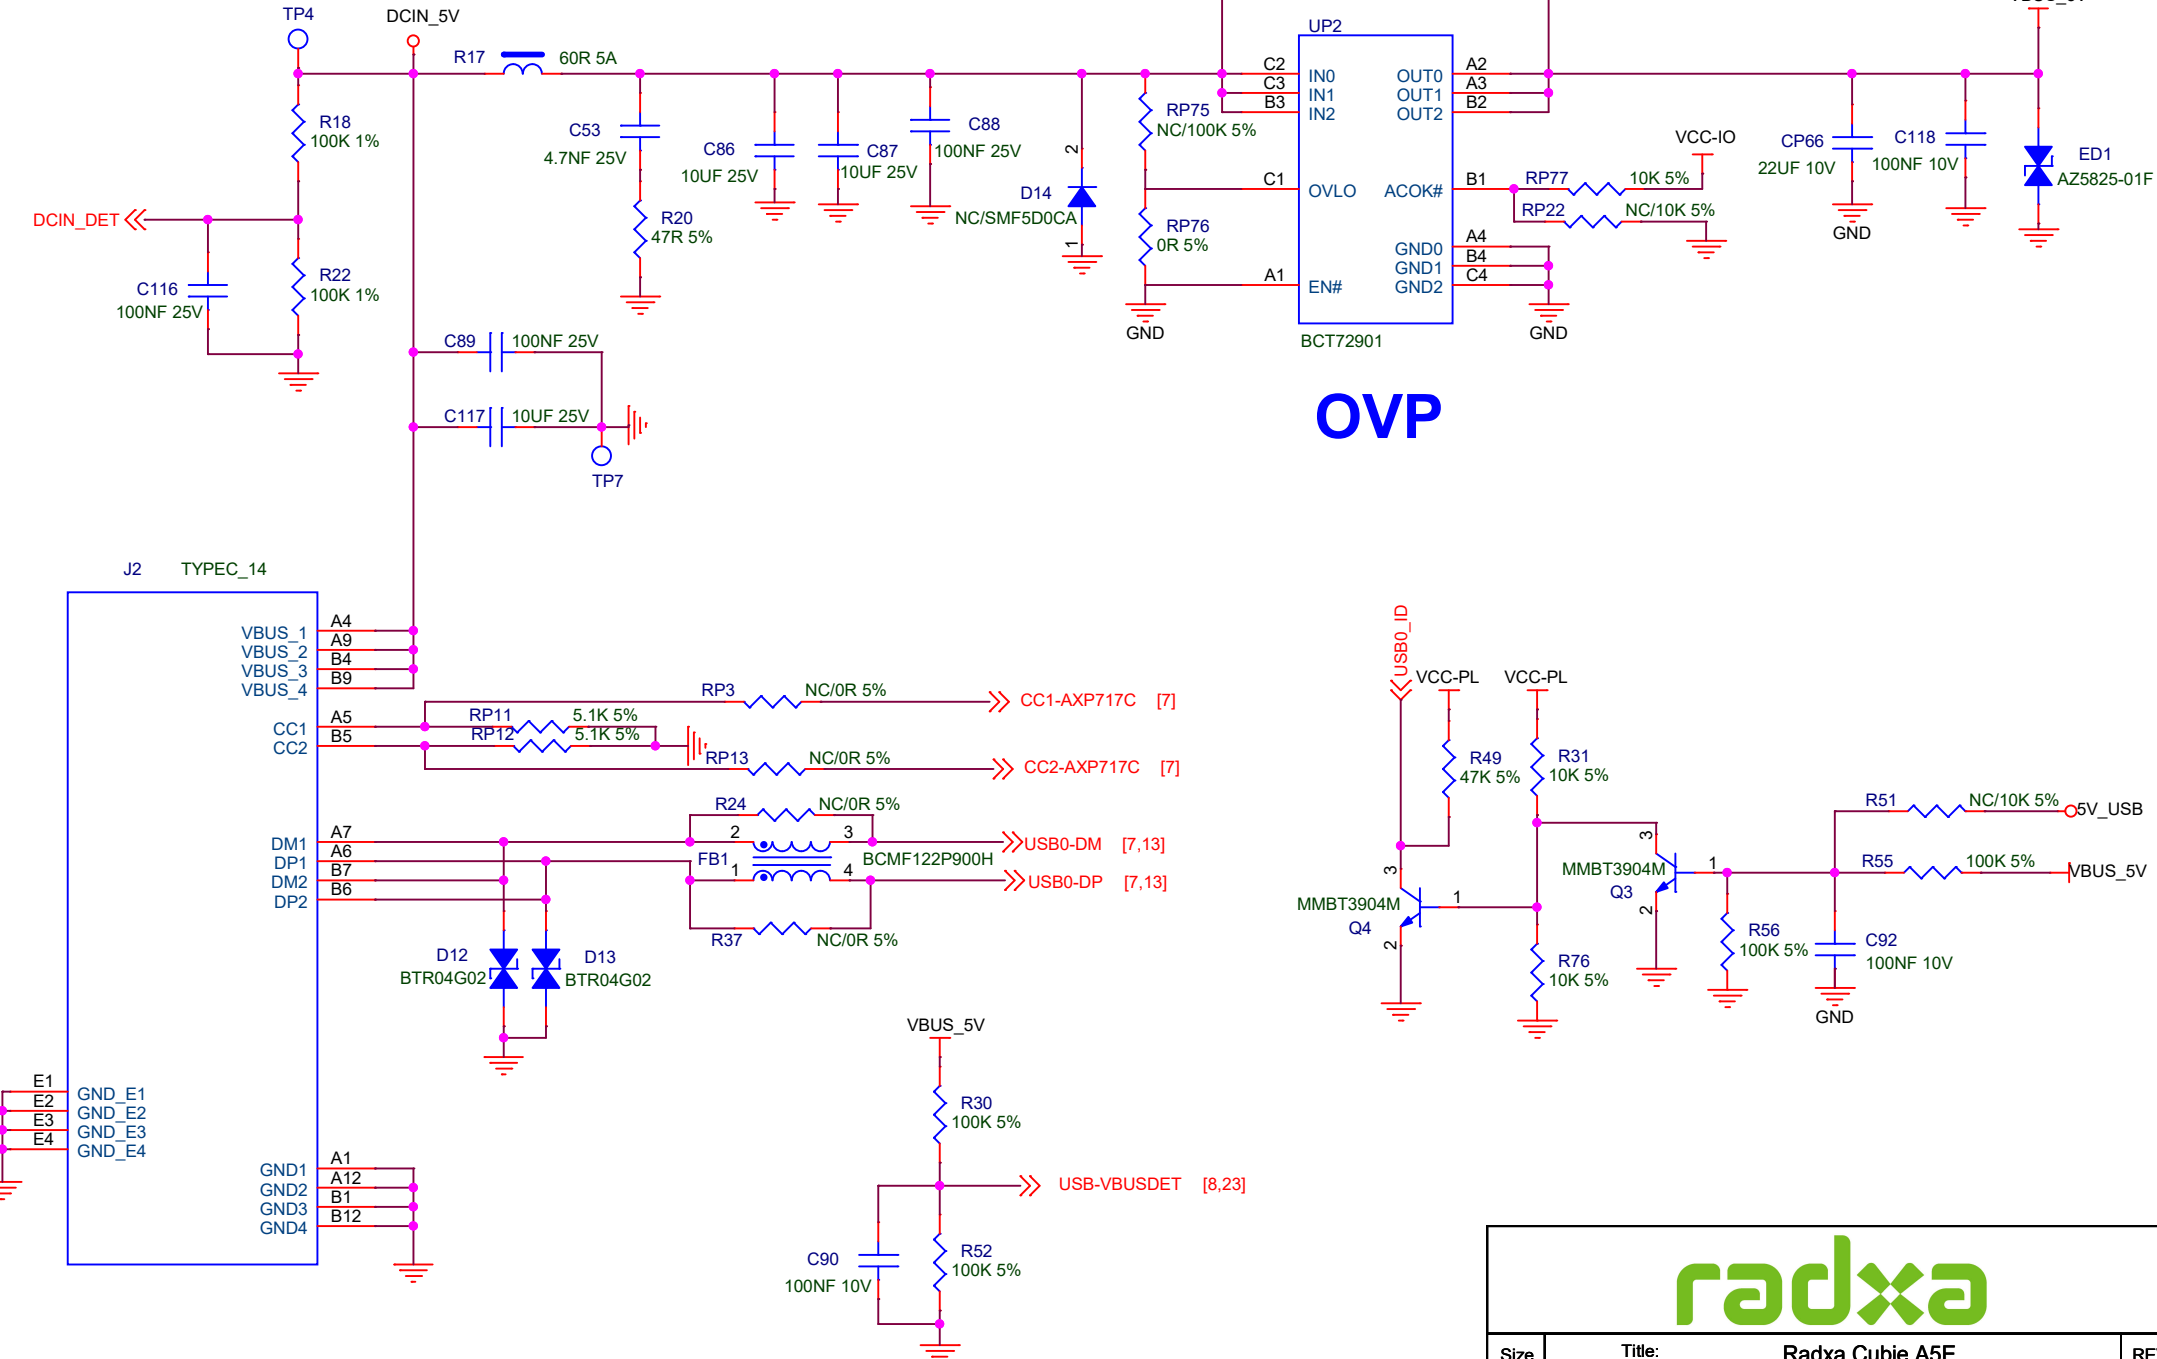 TP4
DCIN_5V
R17
60R 5A
R18
100K 1%
DCIN_DET
C116
100NF 25V
R22
100K 1%
C53
4.7NF 25V
R20
47R 5%
C86
10UF 25V
C87
10UF 25V
C88
100NF 25V
D14
NC/SMF5D0CA
2
1
RP75
NC/100K 5%
RP76
0R 5%
GND
UP2
C2
C3
B3
C1
A1
IN0
IN1
IN2
OVLO
EN#
OUT0
OUT1
OUT2
ACOK#
GND0
GND1
GND2
A2
A3
B2
B1
A4
B4
C4
BCT72901
GND
OVP
VCC-IO
RP77
10K 5%
RP22
NC/10K 5%
CP66
22UF 10V
GND
C118
100NF 10V
ED1
AZ5825-01F
C89
100NF 25V
C117
10UF 25V
TP7
J2
TYPEC_14
VBUS_1
VBUS_2
VBUS_3
VBUS_4
A4
A9
B4
B9
CC1
CC2
A5
B5
RP3
NC/0R 5%
CC1-AXP717C [7]
RP11
5.1K 5%
RP12
5.1K 5%
RP13
NC/0R 5%
CC2-AXP717C [7]
DM1
DP1
DM2
DP2
A7
A6
B7
B6
R24
NC/0R 5%
2
3
FB1
1
4
BCMF122P900H
USB0-DM [7,13]
USB0-DP [7,13]
R37
NC/0R 5%
D12
BTR04G02
D13
BTR04G02
E1
E2
E3
E4
GND_E1
GND_E2
GND_E3
GND_E4
GND1
GND2
GND3
GND4
A1
A12
B1
B12
VBUS_5V
R30
100K 5%
USB-VBUSDET [8,23]
C90
100NF 10V
R52
100K 5%
USB0_ID
VCC-PL
VCC-PL
R49
47K 5%
R31
10K 5%
MMBT3904M
Q4
3
1
2
R76
10K 5%
MMBT3904M
Q3
3
1
2
R51
NC/10K 5%
5V_USB
R55
100K 5%
VBUS_5V
R56
100K 5%
C92
100NF 10V
GND
radxa
Size
Title:
Radxa Cubie A5E